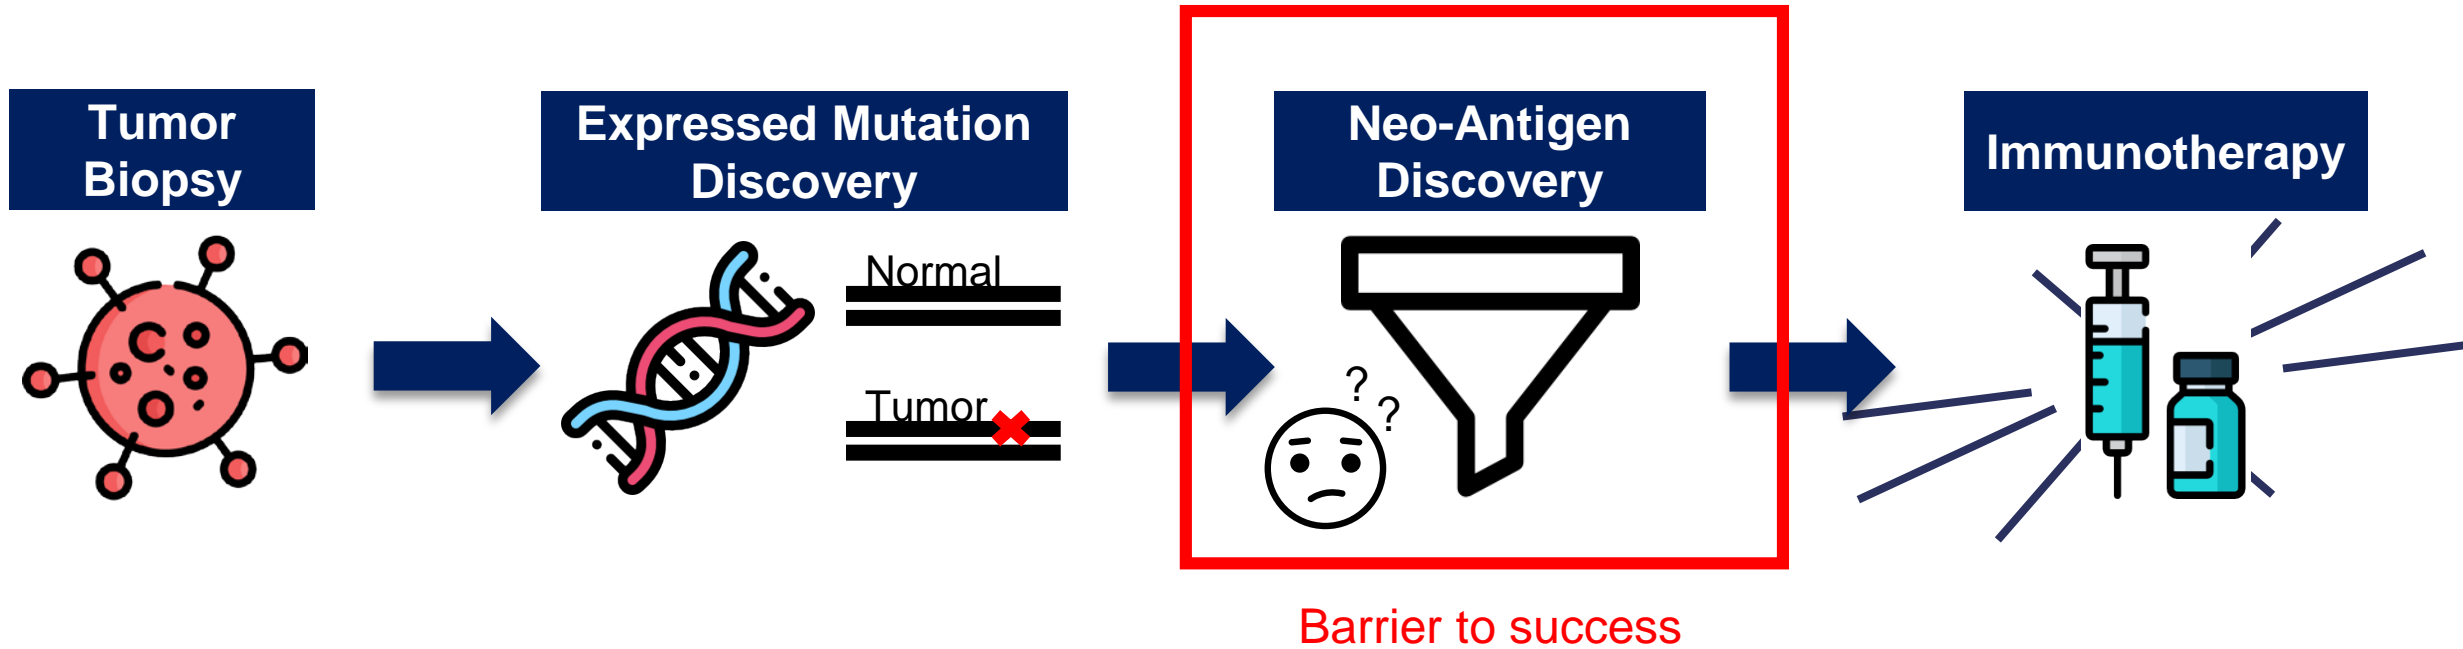 Tumor
Biopsy
Expressed Mutation
Discovery
Neo-Antigen
Discovery
Immunotherapy
Normal
Tumor
?
?
Barrier to success